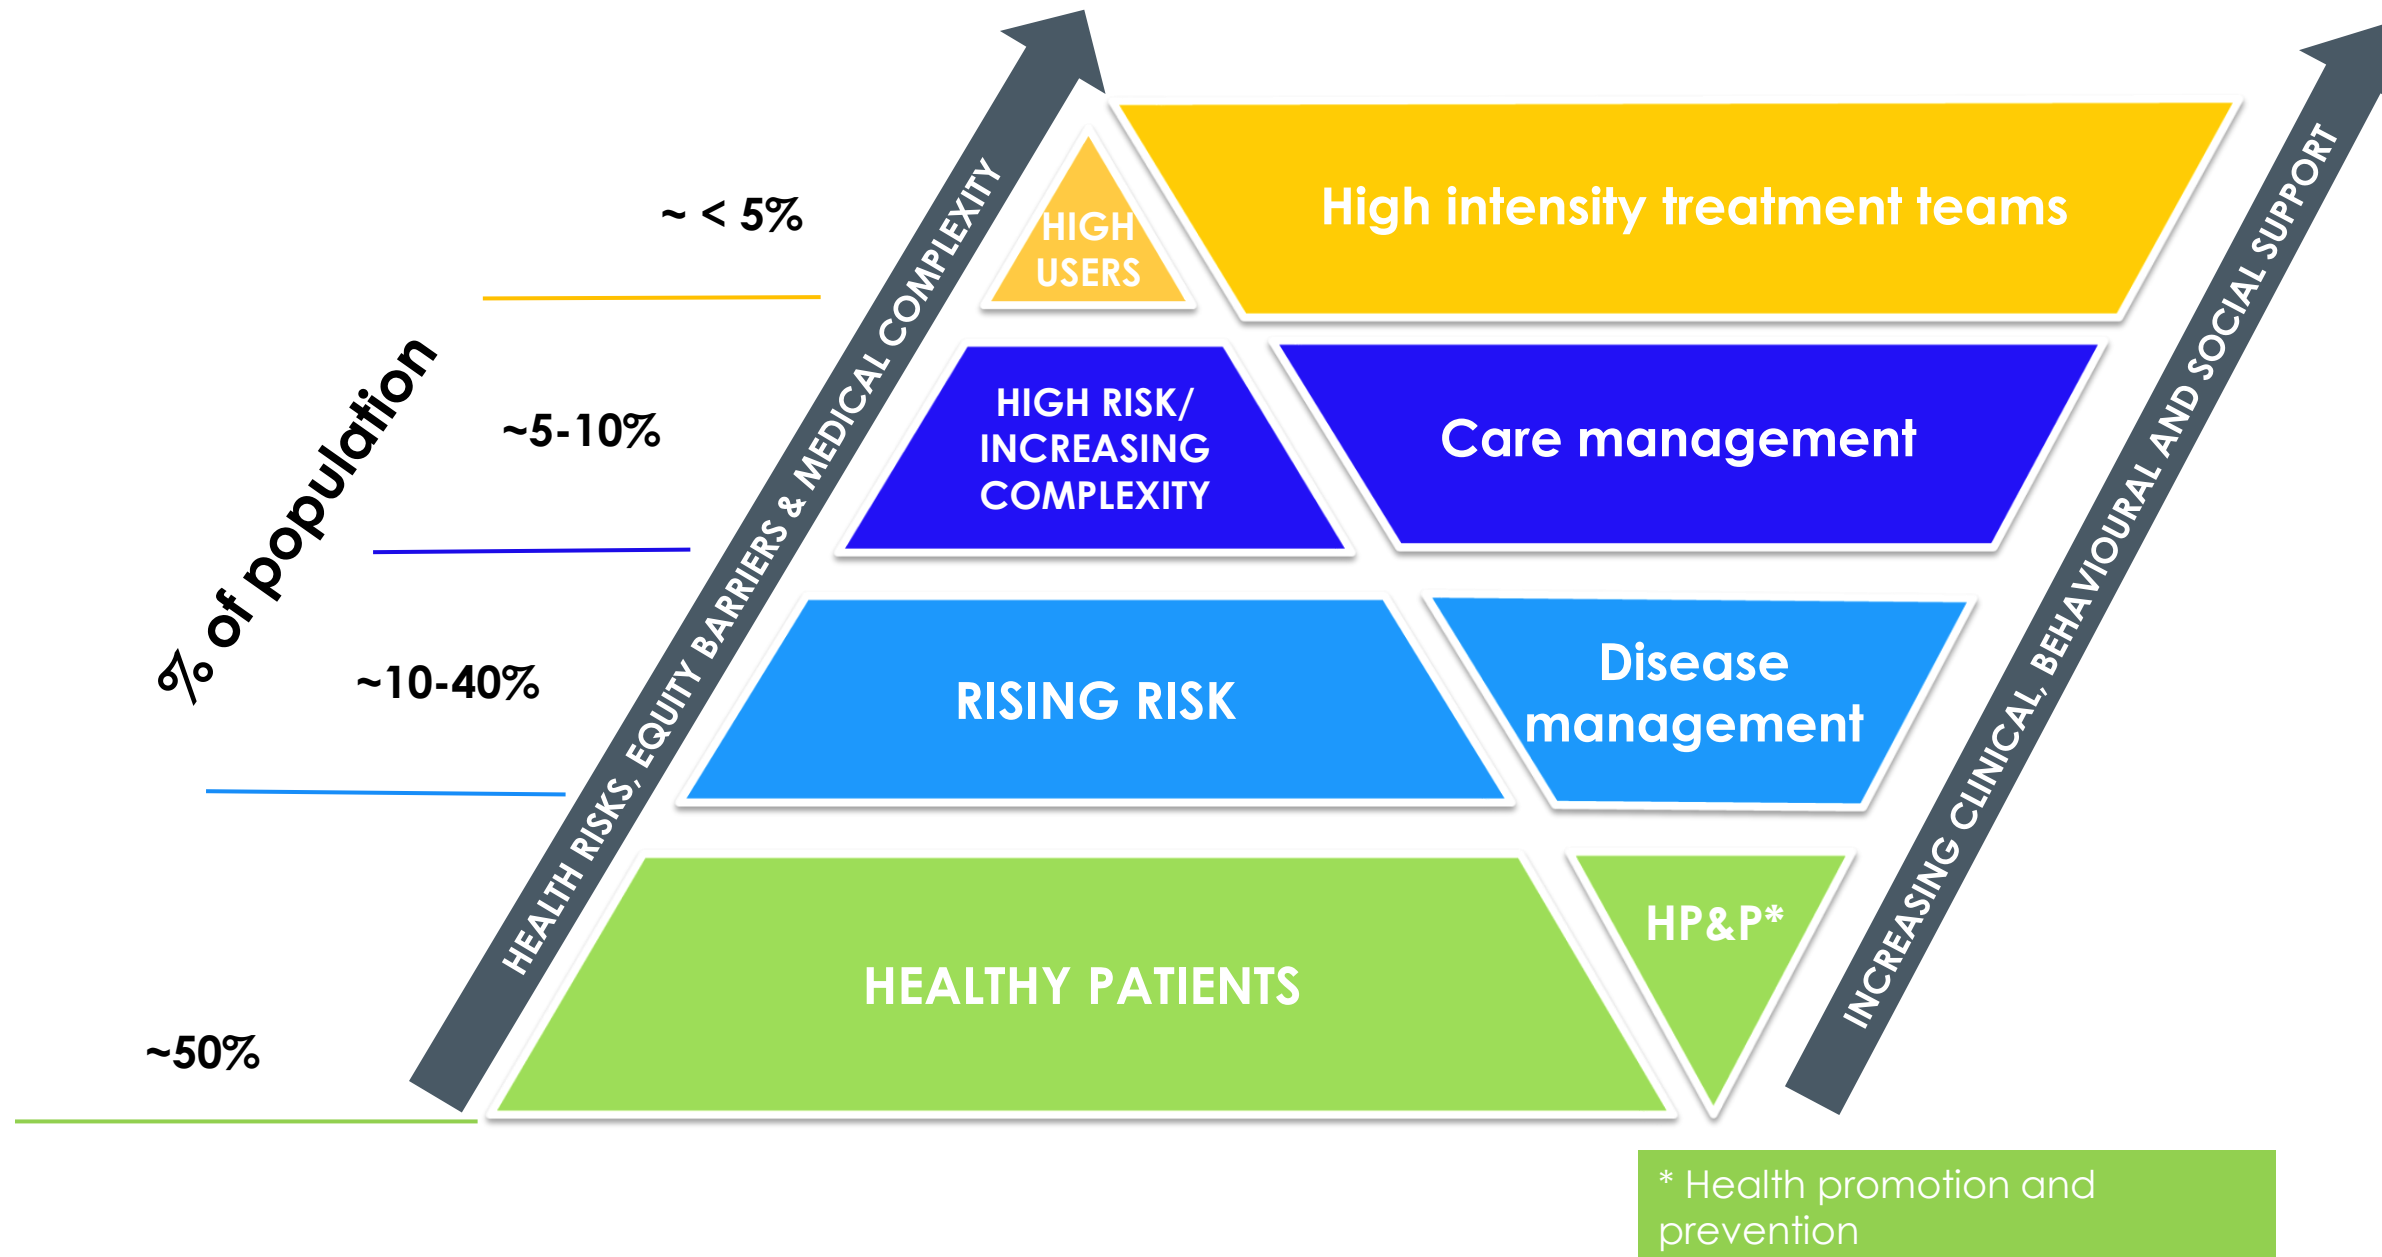 % of population
~ < 5%
~5-10%
~10-40%
~50%
HEALTH RISKS, EQUITY BARRIERS & MEDICAL COMPLEXITY
HIGH
USERS
High intensity treatment teams
HIGH RISK/
INCREASING
COMPLEXITY
Care management
RISING RISK
Disease
management
HEALTHY PATIENTS
HP&P*
INCREASING CLINICAL, BEHAVIOURAL AND SOCIAL SUPPORT
* Health promotion and
prevention